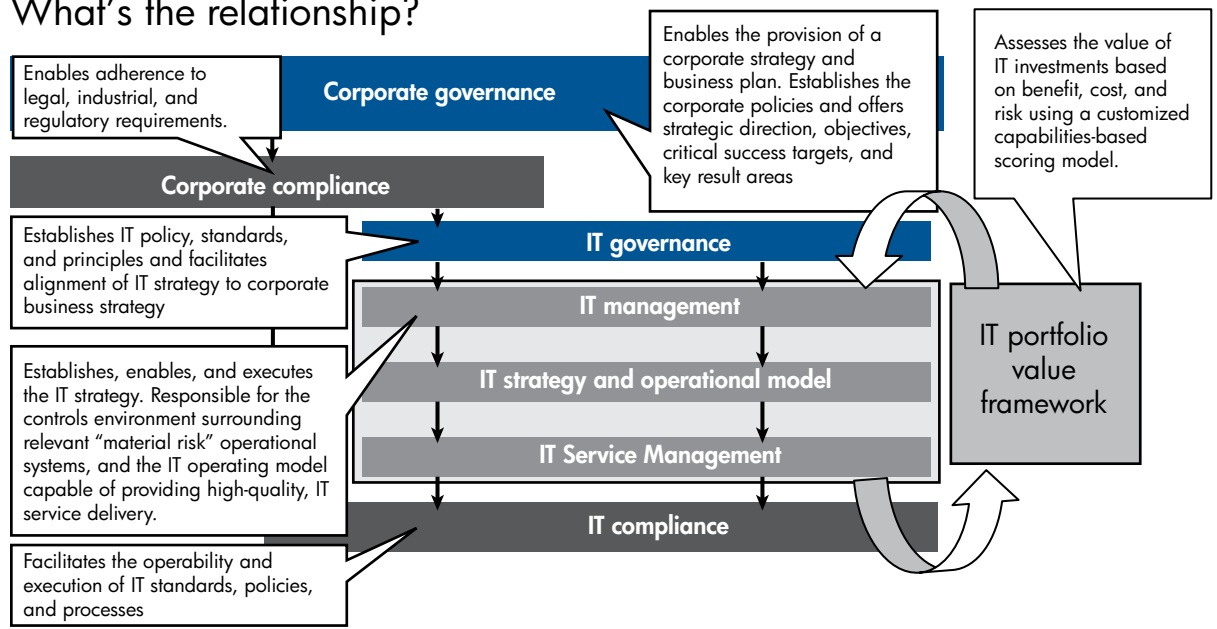 What's the relationship?
Enables adherence to
legal, industrial, and
regulatory requirements.
Corporate governance
Enables the provision of a
corporate strategy and
business plan. Establishes the
corporate policies and offers
strategic direction, objectives,
critical success targets, and
key result areas
Assesses the value of
IT investments based
on benefit, cost, and
risk using a customized
capabilities-based
scoring model.
Corporate compliance
Establishes IT policy, standards,
and principles and facilitates
alignment of IT strategy to corporate
business strategy
IT governance
IT management
IT strategy and operational model
IT Service Management
IT portfolio
value
framework
Establishes, enables, and executes
the IT strategy. Responsible for the
controls environment surrounding
relevant “material risk” operational
systems, and the IT operating model
capable of providing high-quality, IT
service delivery.
IT compliance
Facilitates the operability and
execution of IT standards, policies,
and processes